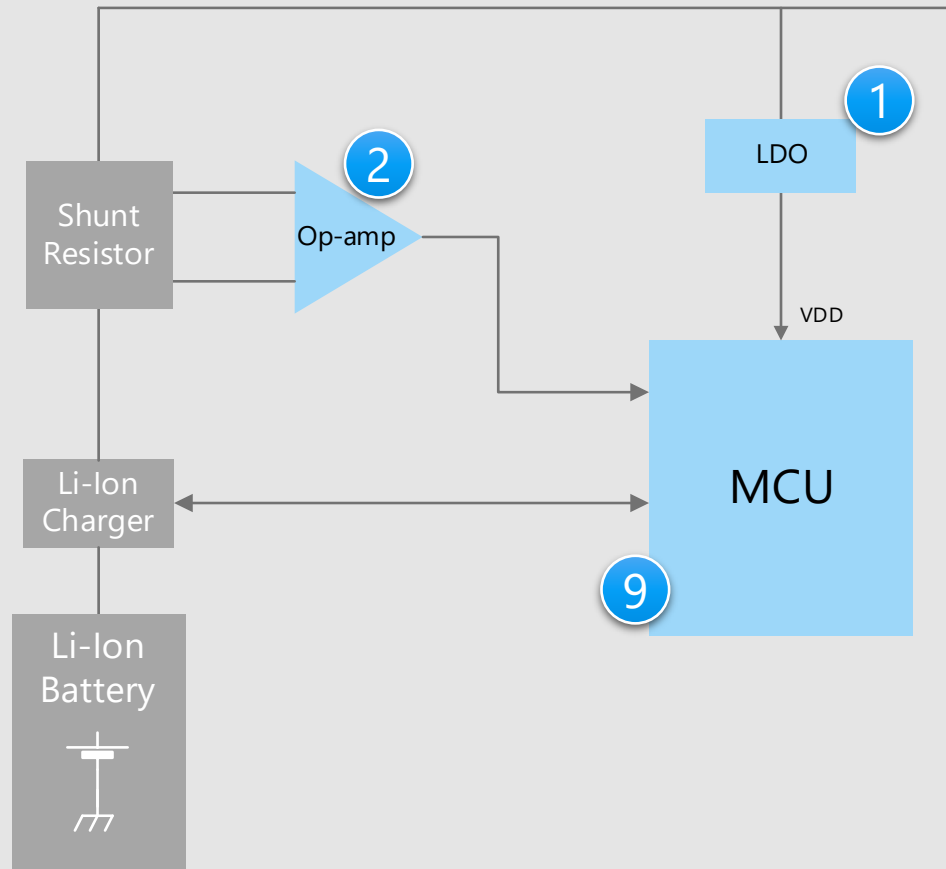 1
LDO
2
Shunt
Resistor
Op-amp
VDD
MCU
Li-Ion
Charger
9
Li-Ion
Battery